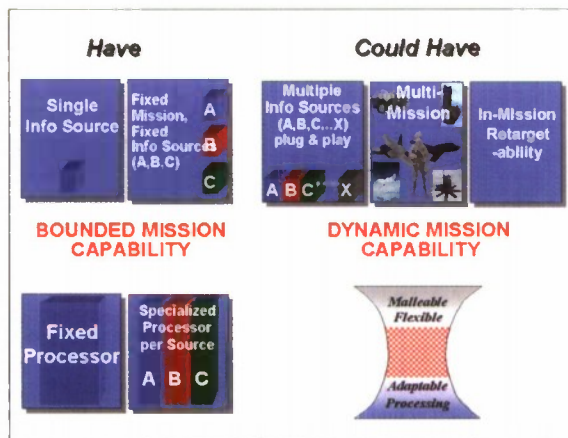 Have
Could Have
Single
Info Source
Fixed
Mission,
Fixed
Info Sources
(A,B.C)
A
B
C
Multiple
Info Sources
(A,B,C...X)
plug & play
A B C ... X
Multi-
Mission
In-Mission
Retarget
-ability
BOUNDED MISSION
CAPABILITY
DYNAMIC MISSION
CAPABILITY
Fixed
Processor
Specialized
Processor
per Source
A B C
Malleable
Flexible
Adaptable
Processing